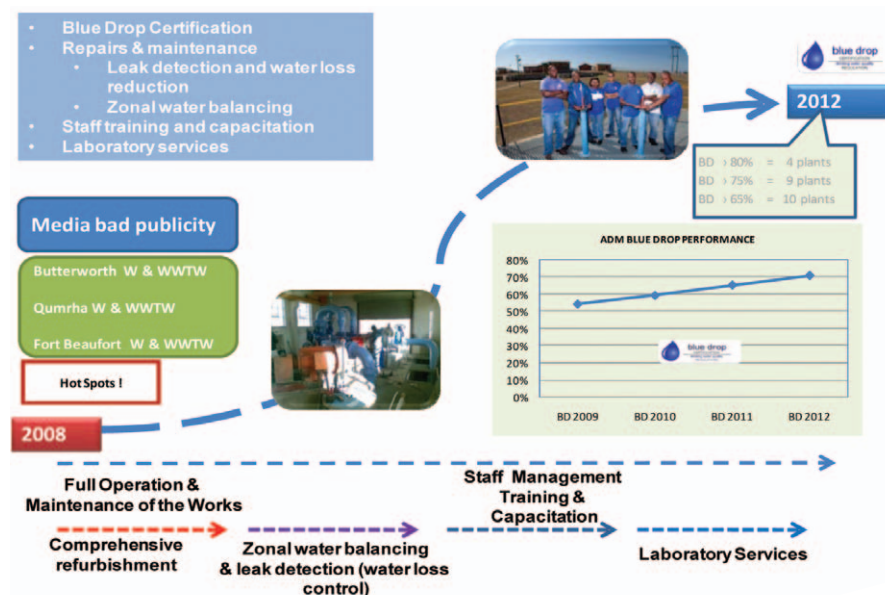 Blue Drop Certification
Repairs & maintenance
Leak detection and water loss
reduction
Zonal water balancing
Staff training and capacitation
Laboratory services
blue drop
2012
BD >80% = 4 plants
BD >75% = 9 plants
BD >65% = 10 plants
Media bad publicity
Butterworth W & WWTW
Qumrha W & WWTW
Fort Beaufort W & WWTW
Hot Spots !
2008
ADM BLUE DROP PERFORMANCE
80%
70%
60%
50%
40%
30%
20%
10%
0%
blue drop
BD 2009 BD 2010 BD 2011 BD 2012
Full Operation &
Maintenance of the Works
Staff Management
Training &
Capacitation
Comprehensive
refurbishment
Zonal water balancing
& leak detection (water loss
control)
Laboratory Services